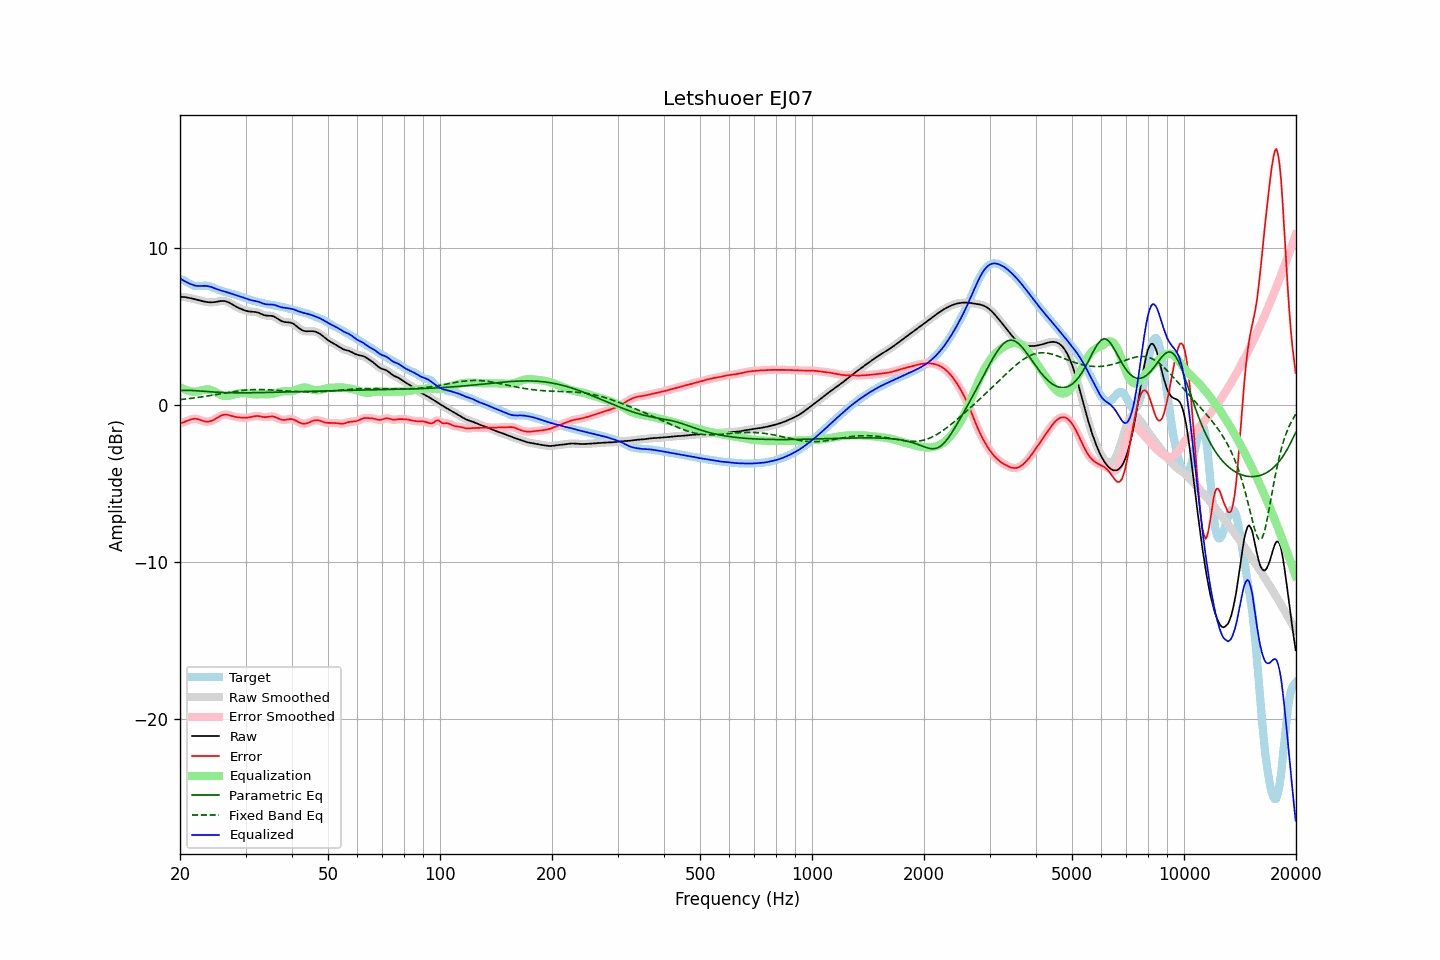 Letshuoer EJ07
Amplitude (dBr)
10
0
−10
−20
Target
Raw Smoothed
Error Smoothed
Raw
Error
Equalization
Parametric Eq
Fixed Band Eq
Equalized
20 50 100 200 500 1000 2000 5000 10000 20000
Frequency (Hz)